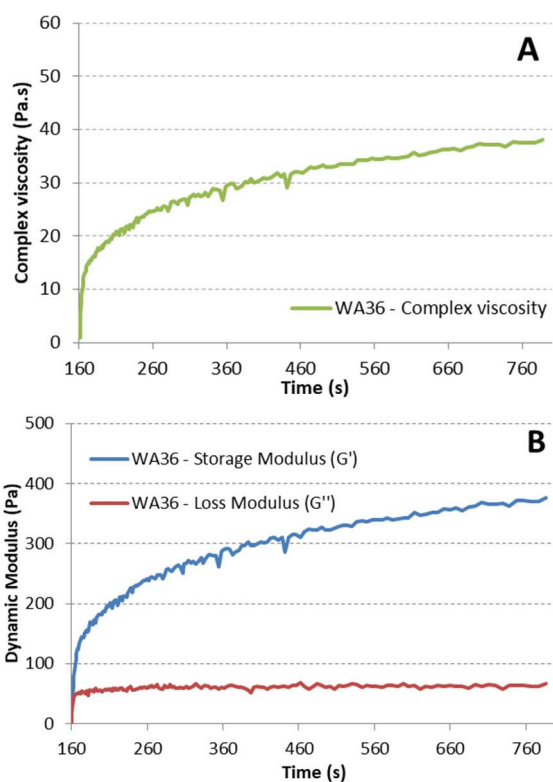 A
Complex viscosity (Pa.s)
60
50
40
30
20
10
0
WA36 - Complex viscosity
160 260 360 460 560 660 760
Time (s)
B
Dynamic Modulus (Pa)
500
400
300
200
100
0
WA36 - Storage Modulus (G')
WA36 - Loss Modulus (G'')
160 260 360 460 560 660 760
Time (s)